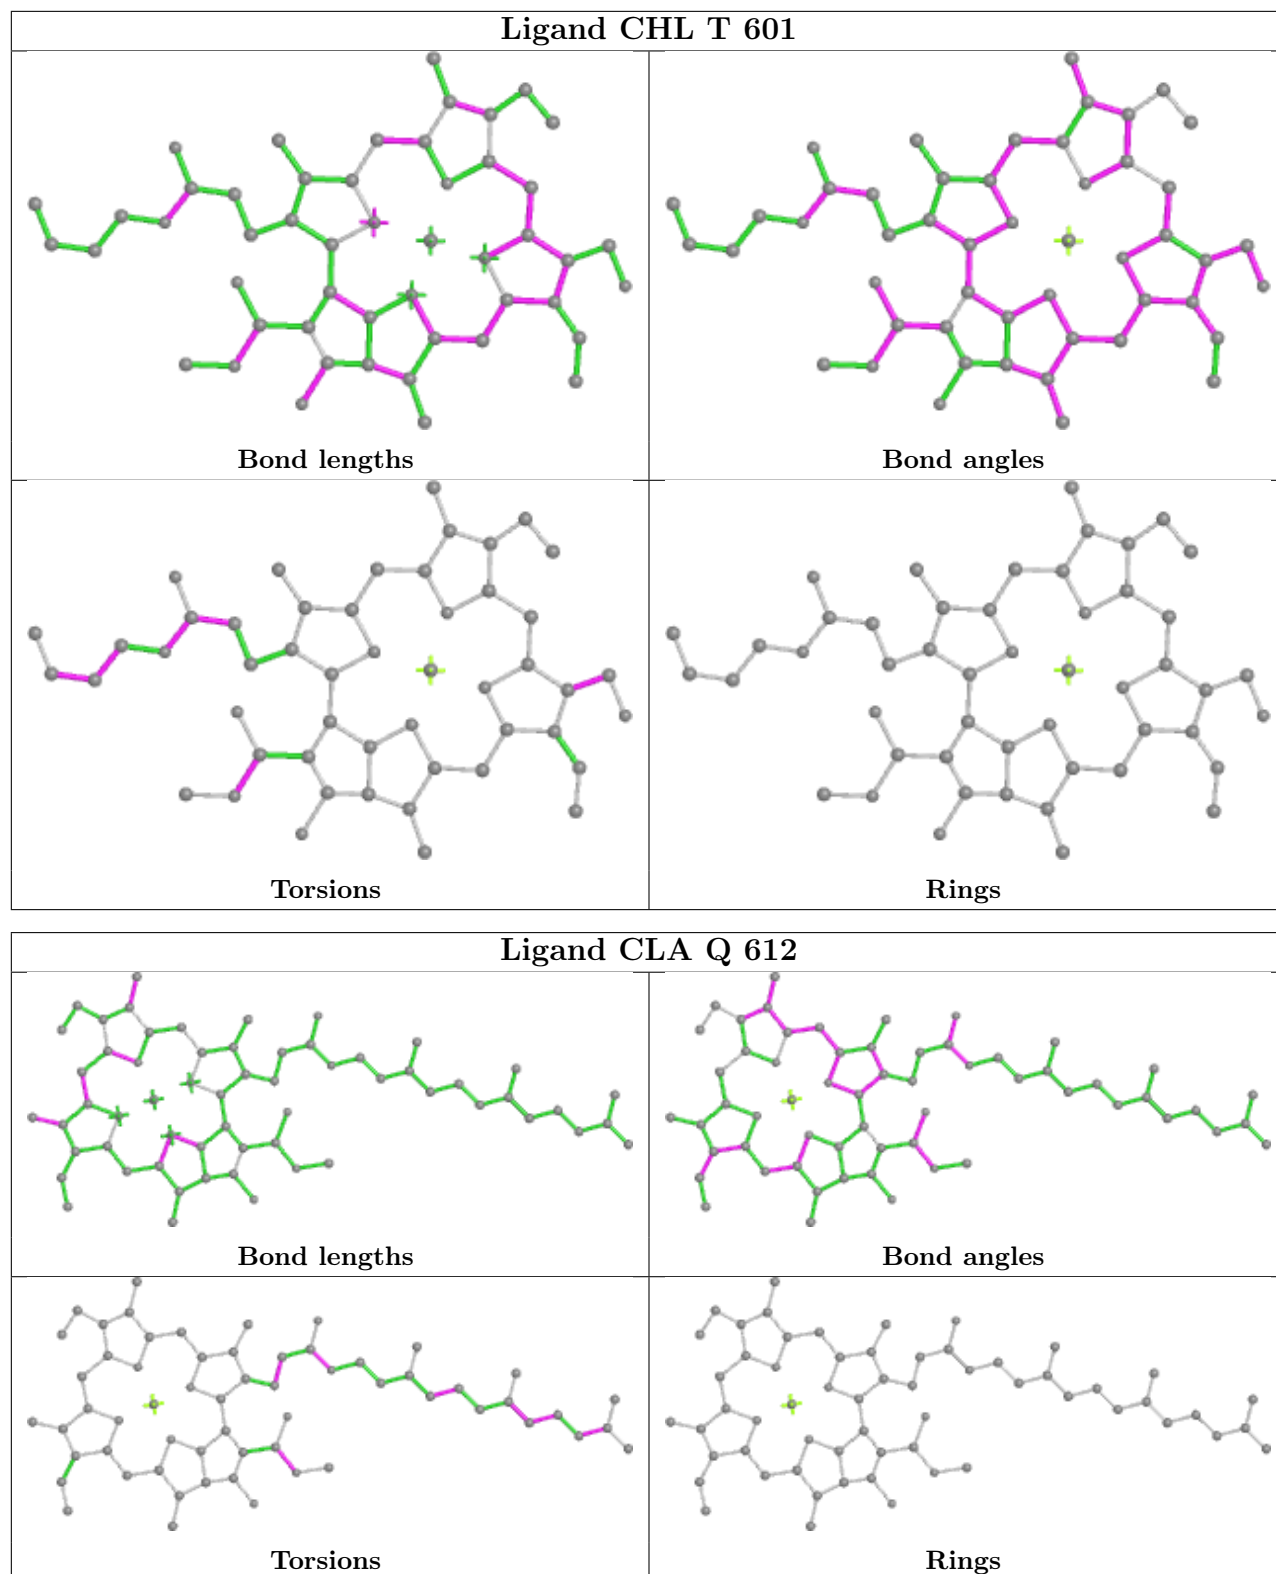 Ligand CHL T 601
Bond lengths
Bond angles
Torsions
Rings
Ligand CLA Q 612
Bond lengths
Bond angles
Torsions
Rings